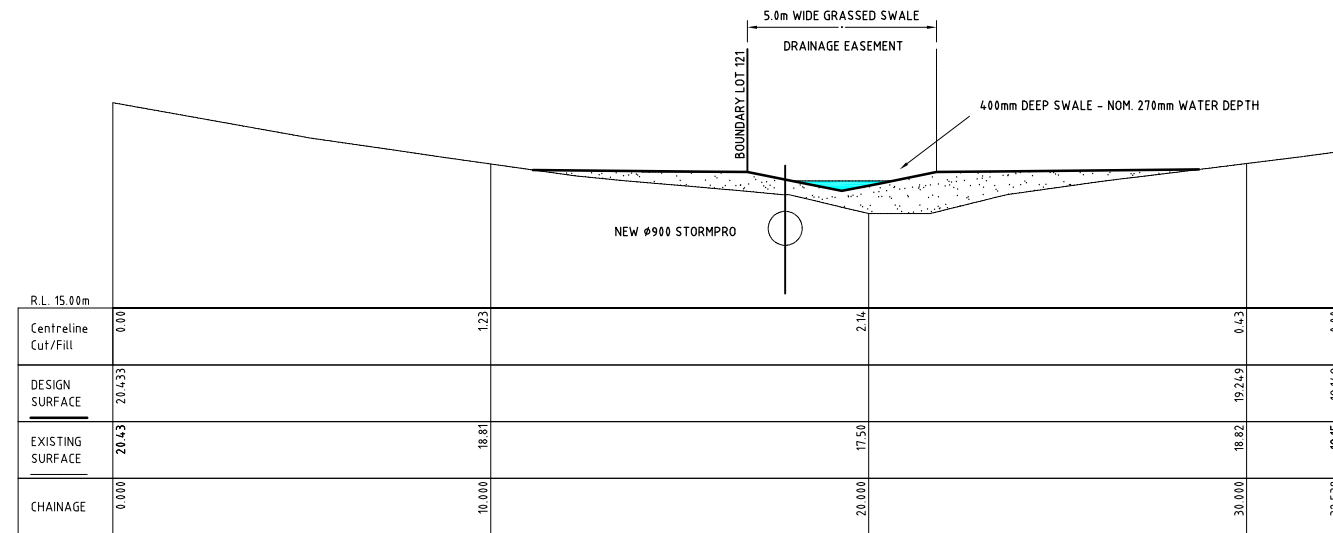 5.0m WIDE GRASSED SWALE
DRAINAGE EASEMENT
BOUNDARY LOT 121
400mm DEEP SWALE - NOM. 270mm WATER DEPTH
NEW ø900 STORMPRO
R.L. 15.00m
Centreline
Cut/Fill
0.00
1.23
2.14
0.43
DESIGN
SURFACE
20.433
19.249
EXISTING
SURFACE
20.43
18.81
17.50
18.82
CHAINAGE
0.000
10.000
20.000
30.000